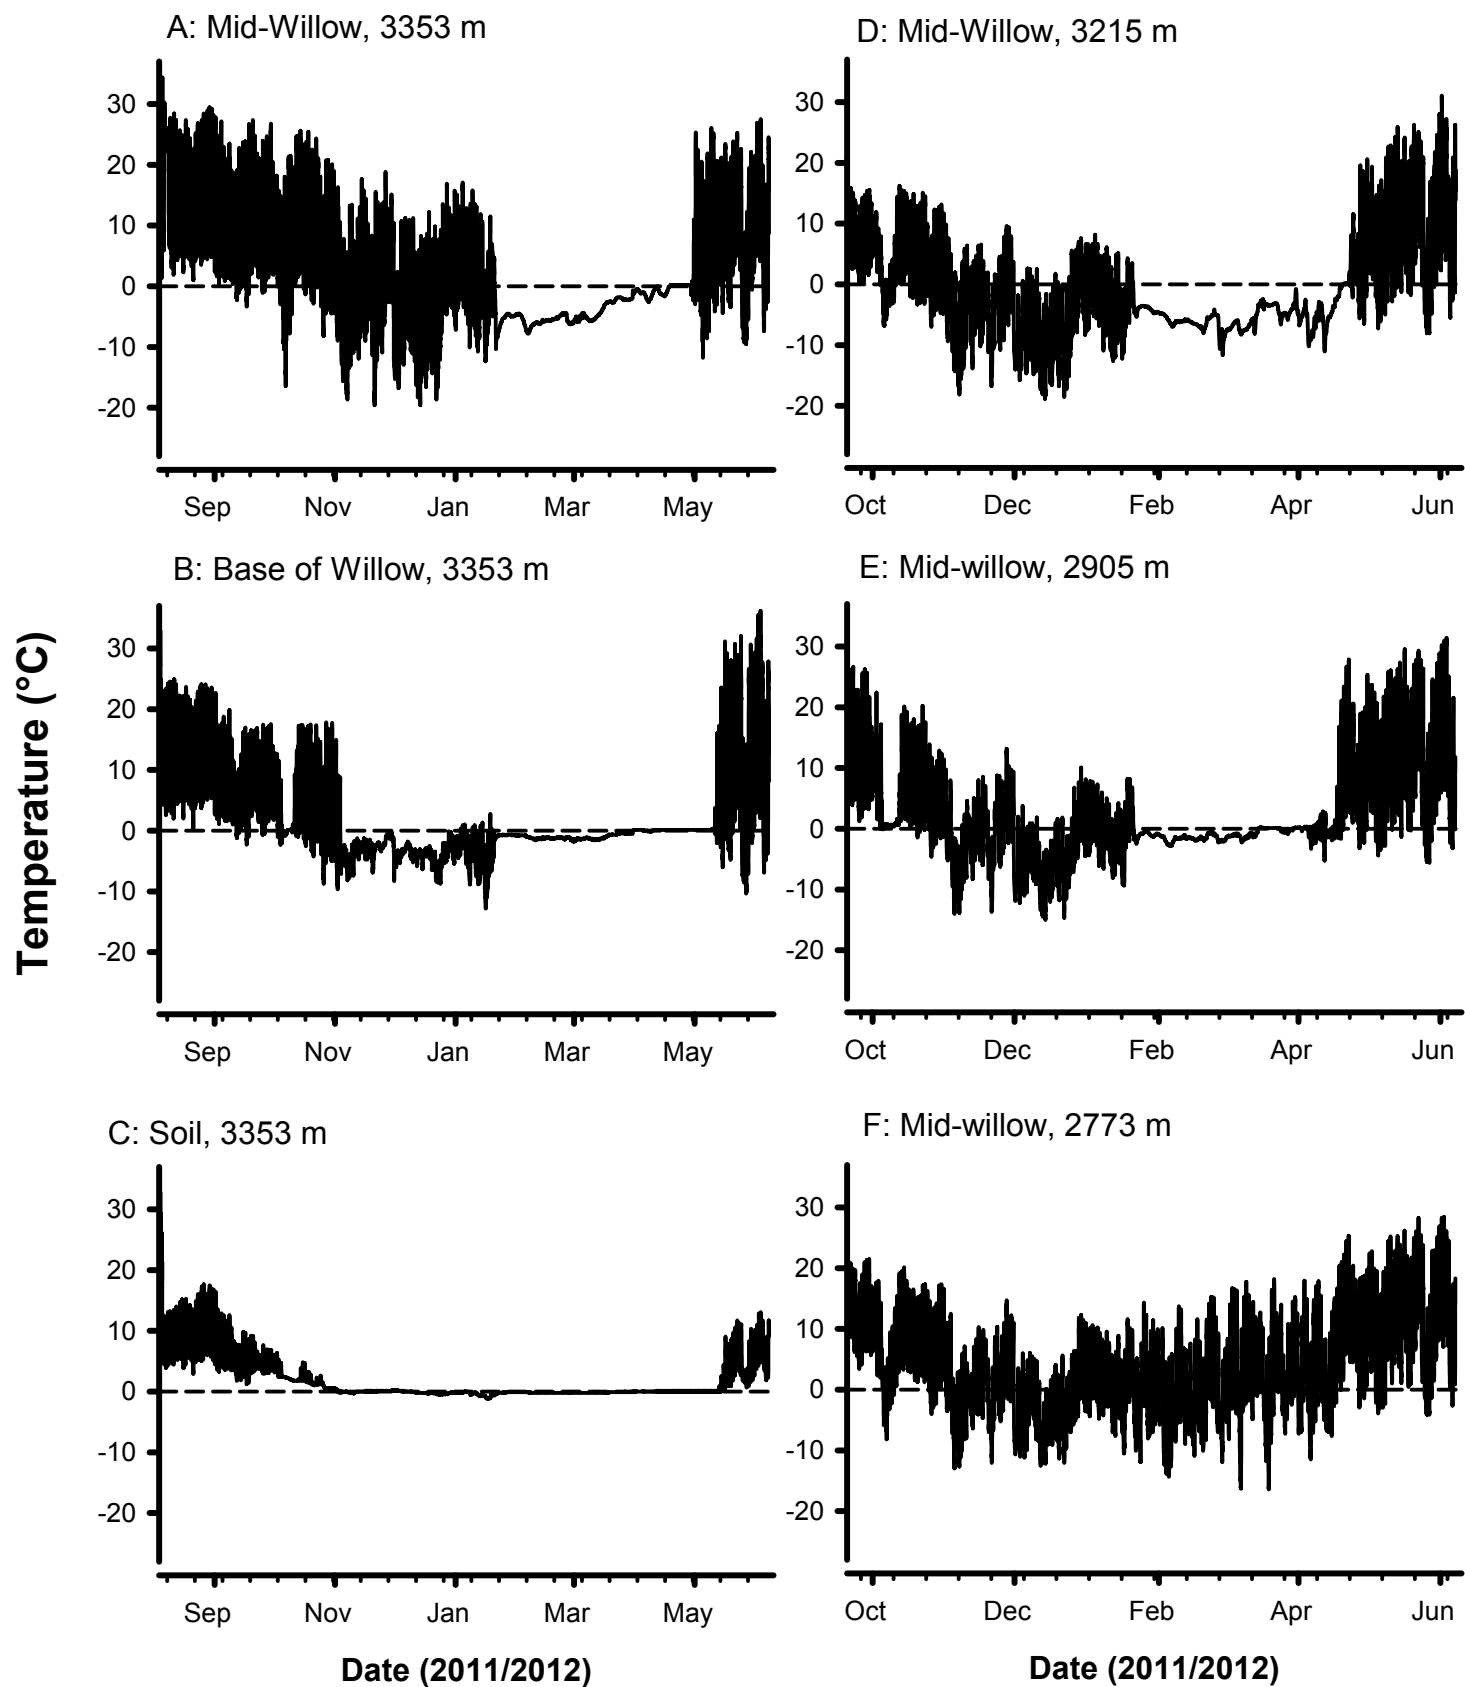 A: Mid-Willow, 3353 m
30
20
10
0
-10
-20
Sep Nov Jan Mar May
D: Mid-Willow, 3215 m
30
20
10
0
-10
-20
Oct Dec Feb Apr Jun
Temperature (°C)
B: Base of Willow, 3353 m
30
20
10
0
-10
-20
Sep Nov Jan Mar May
E: Mid-willow, 2905 m
30
20
10
0
-10
-20
Oct Dec Feb Apr Jun
C: Soil, 3353 m
30
20
10
0
-10
-20
Sep Nov Jan Mar May
Date (2011/2012)
F: Mid-willow, 2773 m
30
20
10
0
-10
-20
Oct Dec Feb Apr Jun
Date (2011/2012)